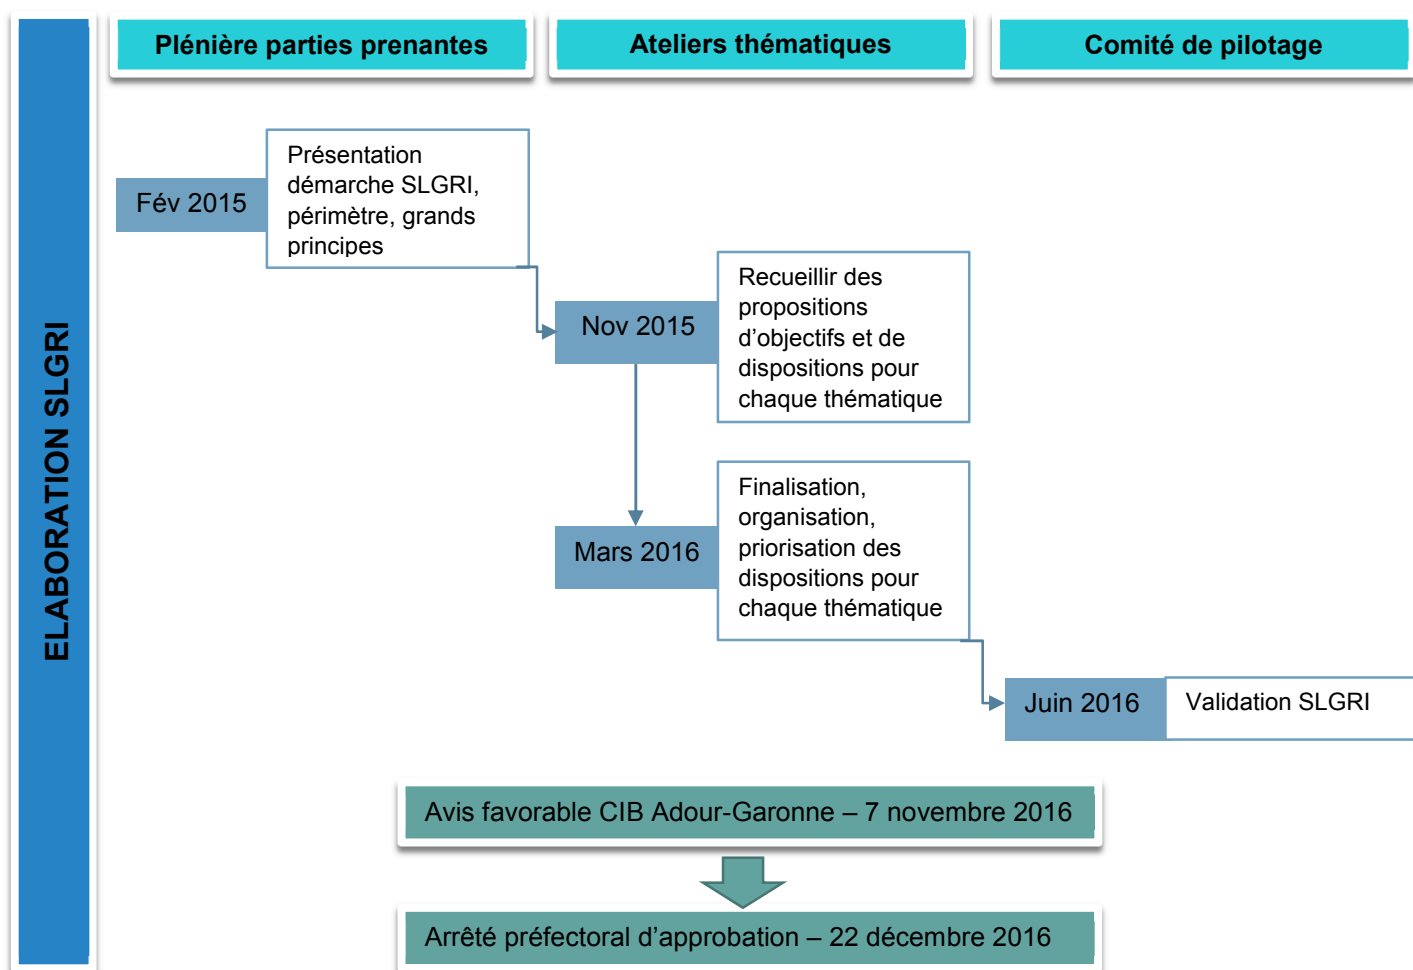 ELABORATION SLGRI
Plénière parties prenantes
Ateliers thématiques
Comité de pilotage
Fév 2015
Présentation
démarche SLGRI,
périmètre, grands
principes
Nov 2015
Recueillir des
propositions
d’objectifs et de
dispositions pour
chaque thématique
Mars 2016
Finalisation,
organisation,
priorisation des
dispositions pour
chaque thématique
Juin 2016
Validation SLGRI
Avis favorable CIB Adour-Garonne – 7 novembre 2016
Arrêté préfectoral d’approbation – 22 décembre 2016